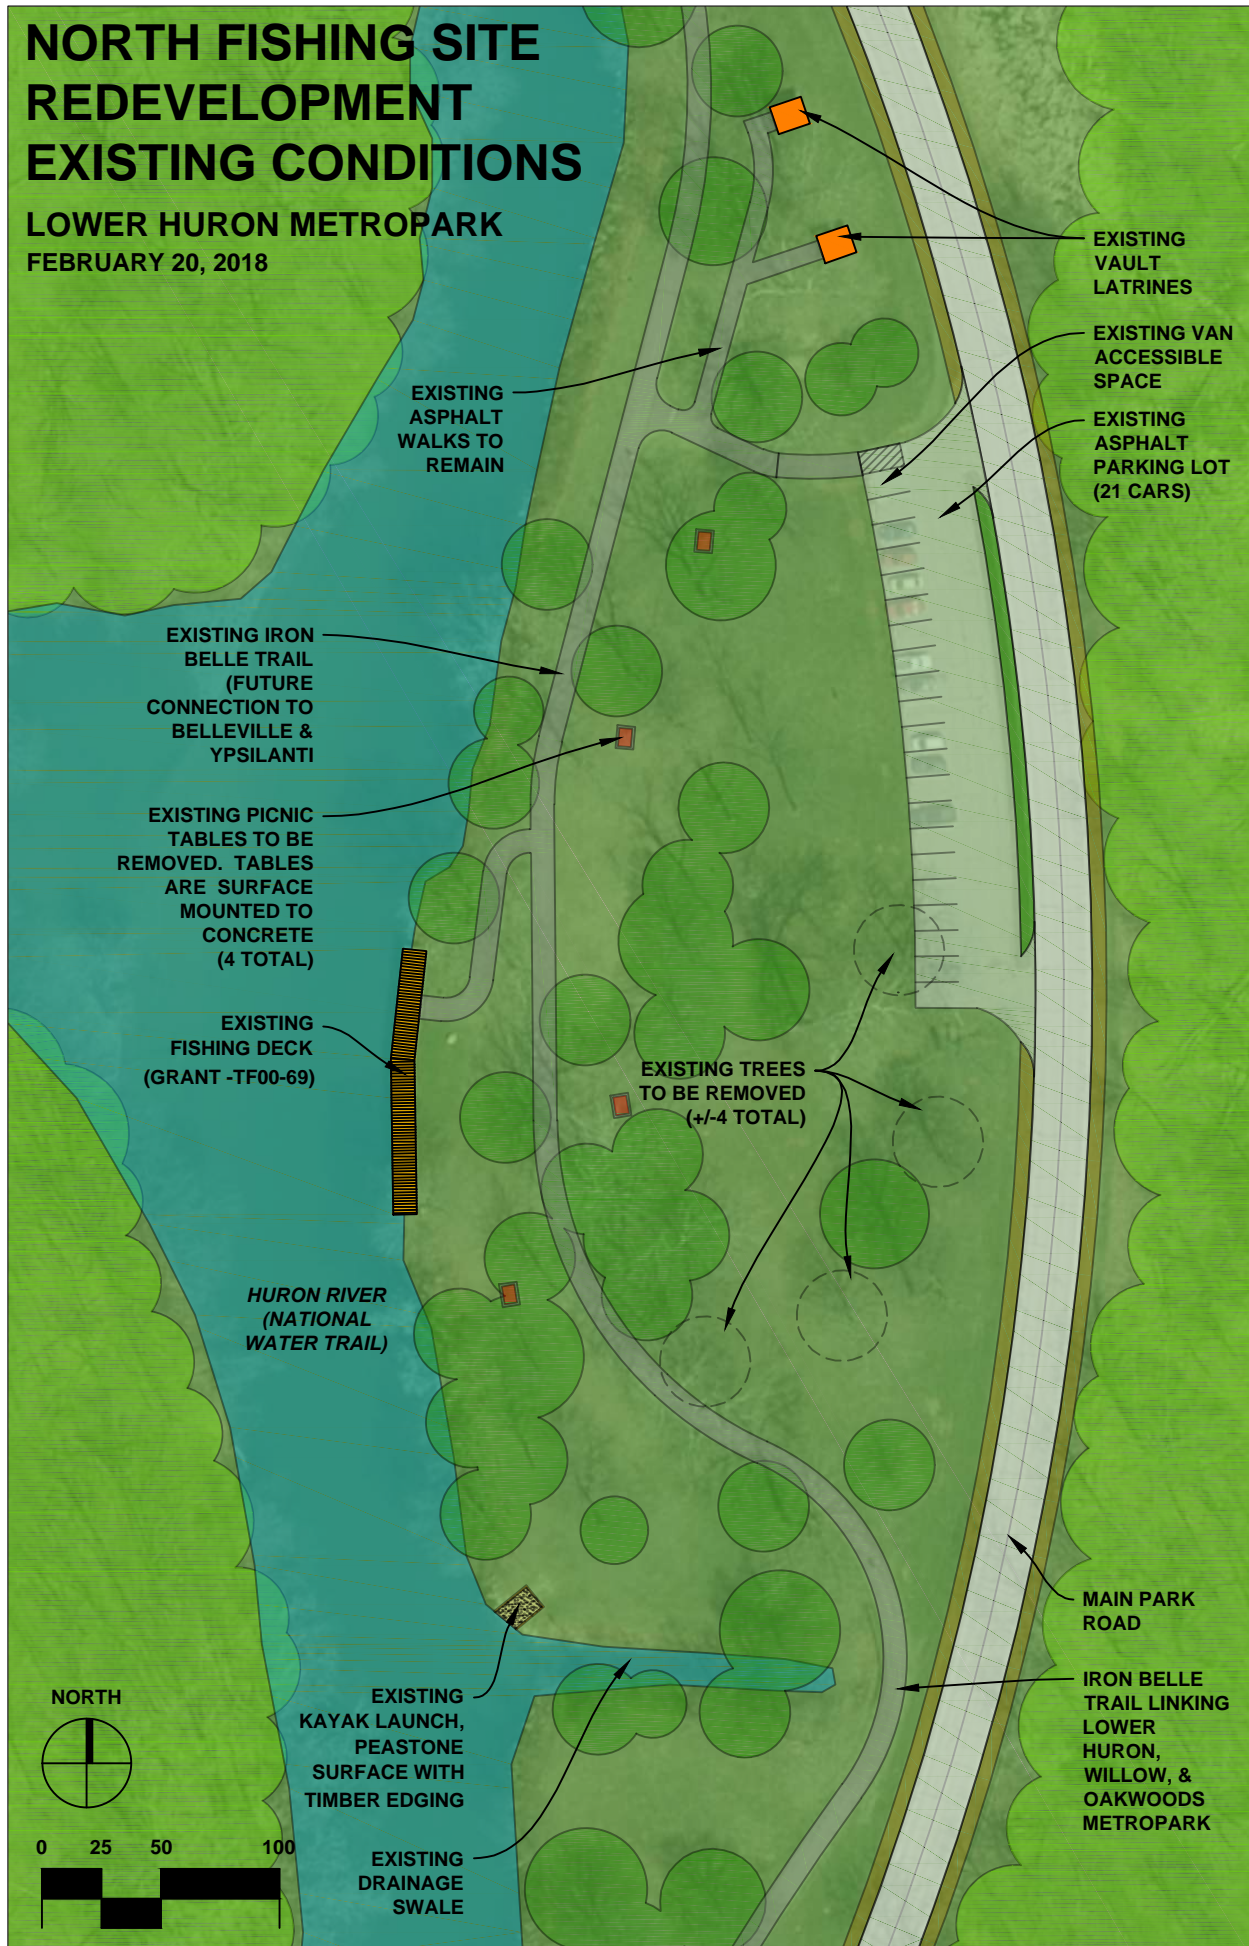 NORTH FISHING SITE
REDEVELOPMENT
EXISTING CONDITIONS
LOWER HURON METROPARK
FEBRUARY 20, 2018
EXISTING
VAULT
LATRINES
EXISTING VAN
ACCESSIBLE
SPACE
EXISTING
ASPHALT
PARKING LOT
(21 CARS)
EXISTING
ASPHALT
WALKS TO
REMAIN
EXISTING IRON
BELLE TRAIL
(FUTURE
CONNECTION TO
BELLEVILLE &
YPSILANTI
EXISTING PICNIC
TABLES TO BE
REMOVED. TABLES
ARE SURFACE
MOUNTED TO
CONCRETE
(4 TOTAL)
EXISTING
FISHING DECK
(GRANT -TF00-69)
EXISTING TREES
TO BE REMOVED
(+/-4 TOTAL)
HURON RIVER
(NATIONAL
WATER TRAIL)
MAIN PARK
ROAD
IRON BELLE
TRAIL LINKING
LOWER
HURON,
WILLOW, &
OAKWOODS
METROPARK
EXISTING
KAYAK LAUNCH,
PEASTONE
SURFACE WITH
TIMBER EDGING
EXISTING
DRAINAGE
SWALE
NORTH
0 25 50 100